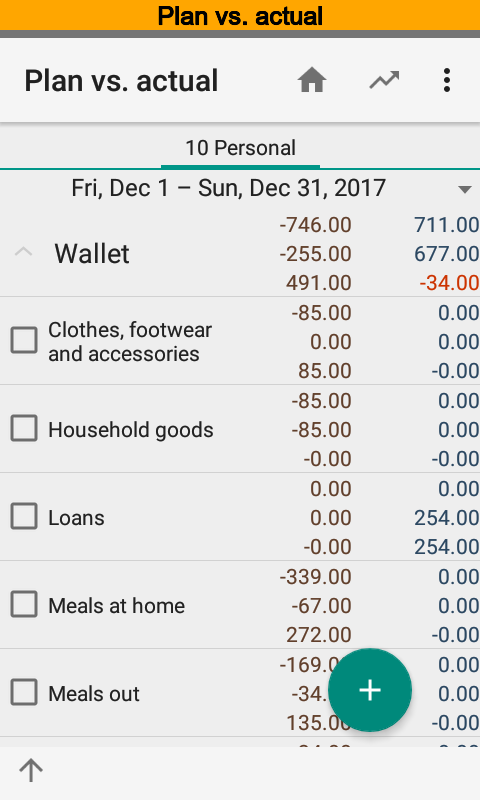 Plan vs. actual
Plan vs. actual
10 Personal
Fri, Dec 1 – Sun, Dec 31, 2017
-746.00 711.00
Wallet -255.00 677.00
491.00 -34.00
-85.00 0.00
Clothes, footwear
and accessories
0.00 0.00
85.00 -0.00
-85.00 0.00
Household goods -85.00 0.00
-0.00 -0.00
0.00 0.00
Loans 0.00 254.00
-0.00 254.00
-339.00 0.00
Meals at home -67.00 0.00
272.00 -0.00
-169.0 0.00
Meals out -34. 0.00
135.00 -0.00